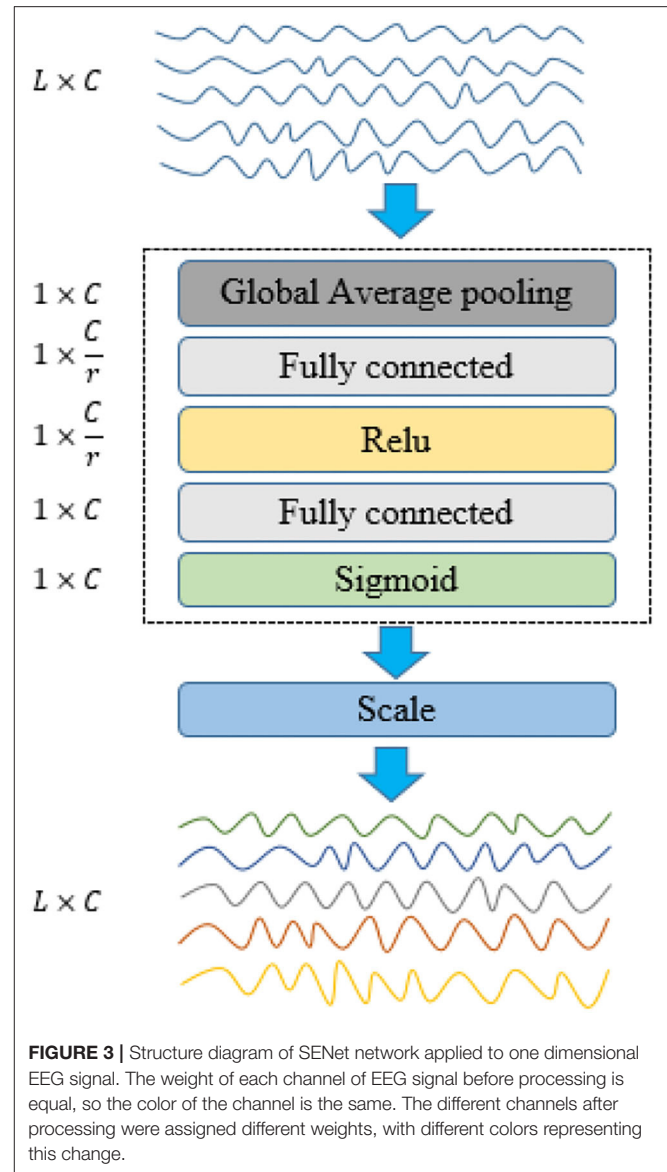 L × C
1 × C
Global Average pooling
1 × C/r
Fully connected
1 × C/r
Relu
1 × C
Fully connected
1 × C
Sigmoid
Scale
L × C
FIGURE 3 | Structure diagram of SENet network applied to one dimensional
EEG signal. The weight of each channel of EEG signal before processing is
equal, so the color of the channel is the same. The different channels after
processing were assigned different weights, with different colors representing
this change.